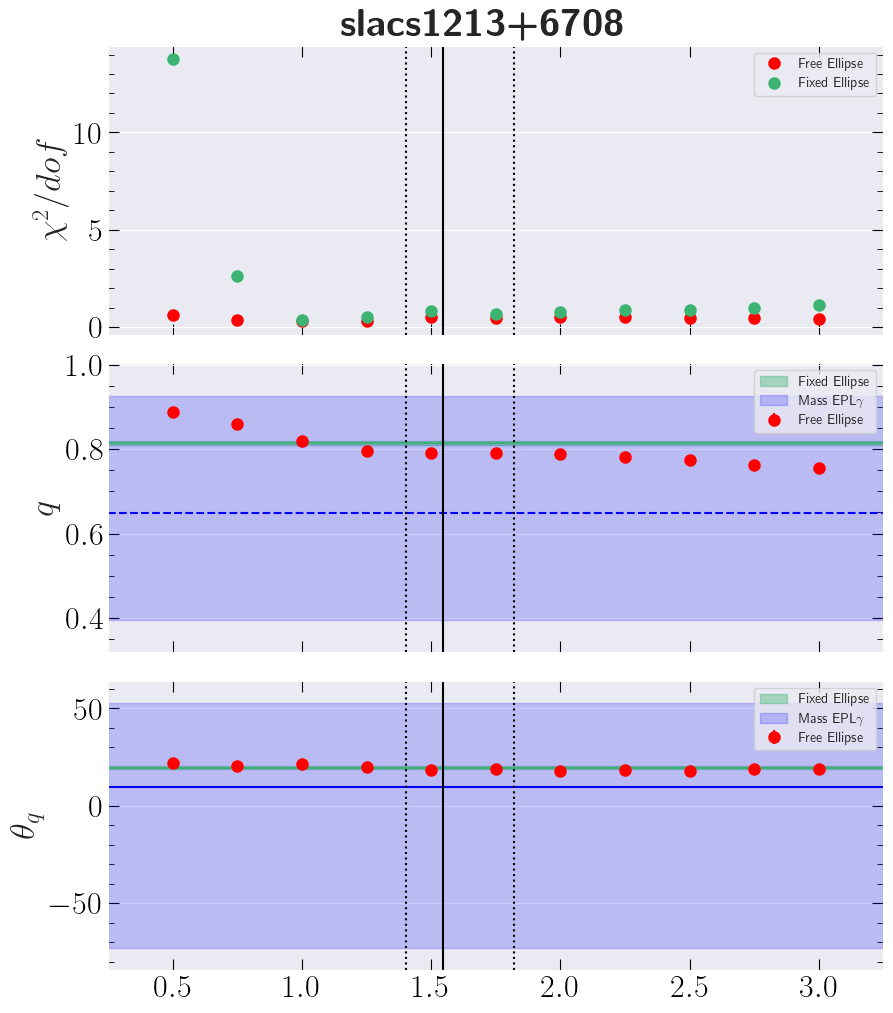 slacs1213+6708
χ²/dof
10
5
0
Free Ellipse
Fixed Ellipse
q
1.0
0.8
0.6
0.4
Fixed Ellipse
Mass EPLγ
Free Ellipse
θ_q
50
0
−50
Fixed Ellipse
Mass EPLγ
Free Ellipse
0.5 1.0 1.5 2.0 2.5 3.0